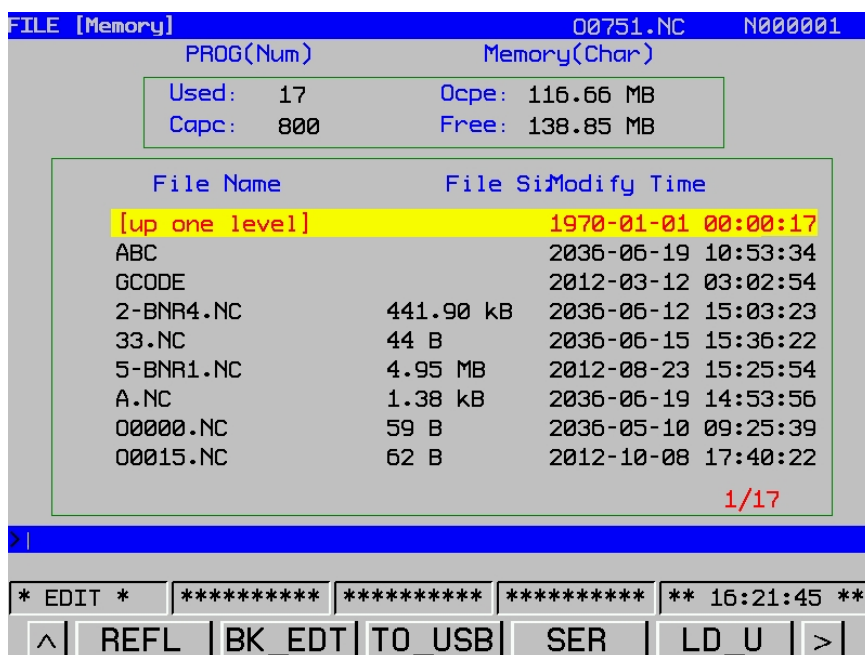 FILE [Memory] O0751.NC N000001
PROG(Num) Memory(Char)
Used: 17 Ocpe: 116.66 MB
Capc: 800 Free: 138.85 MB
File Name File Si Modify Time
[up one level] 1970-01-01 00:00:17
ABC 2036-06-19 10:53:34
GCODE 2012-03-12 03:02:54
2-BNR4.NC 441.90 kB 2036-06-12 15:03:23
33.NC 44 B 2036-06-15 15:36:22
5-BNR1.NC 4.95 MB 2012-08-23 15:25:54
A.NC 1.38 kB 2036-06-19 14:53:56
O0000.NC 59 B 2036-05-10 09:25:39
O0015.NC 62 B 2012-10-08 17:40:22
1/17
>|
* EDIT * ********** ********** ********** ** 16:21:45 **
^ REFL BK_EDT TO_USB SER LD_U >